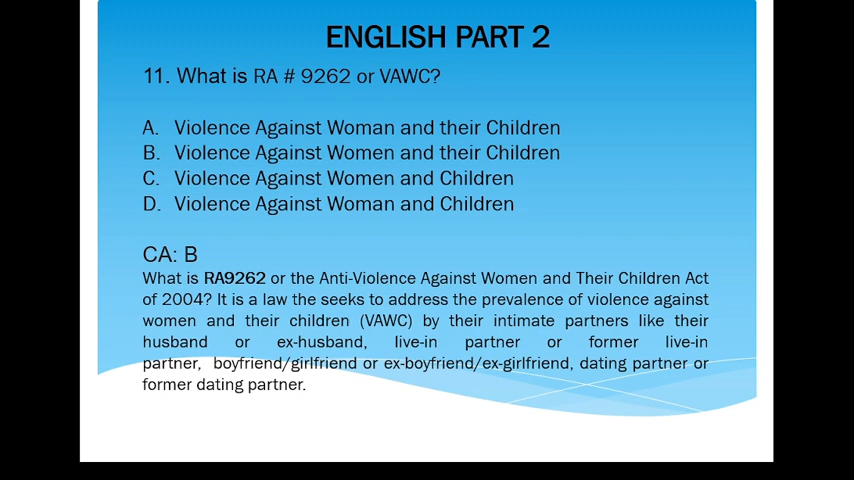 ENGLISH PART 2
11. What is RA # 9262 or VAWC?
A. Violence Against Woman and their Children
B. Violence Against Women and their Children
C. Violence Against Women and Children
D. Violence Against Woman and Children
CA: B
What is RA9262 or the Anti-Violence Against Women and Their Children Act
of 2004? It is a law the seeks to address the prevalence of violence against
women and their children (VAWC) by their intimate partners like their
husband or ex-husband, live-in partner or former live-in
partner, boyfriend/girlfriend or ex-boyfriend/ex-girlfriend, dating partner or
former dating partner.